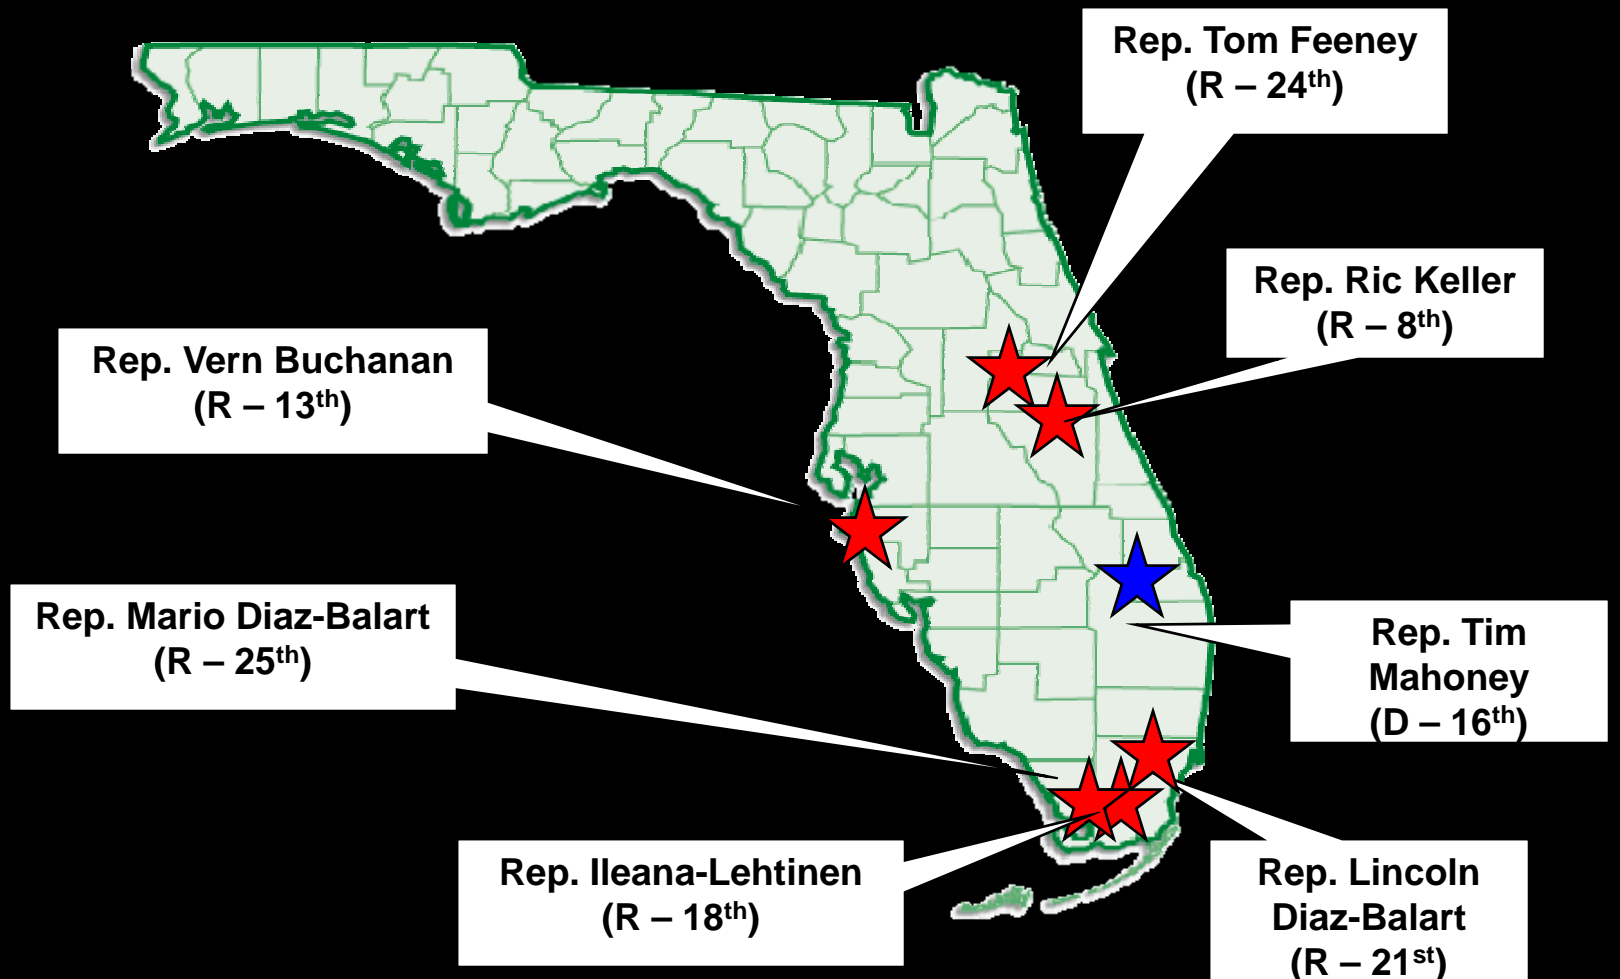 Rep. Tom Feeney
(R – 24th)
Rep. Ric Keller
(R – 8th)
Rep. Vern Buchanan
(R – 13th)
Rep. Mario Diaz-Balart
(R – 25th)
Rep. Tim
Mahoney
(D – 16th)
Rep. Ileana-Lehtinen
(R – 18th)
Rep. Lincoln
Diaz-Balart
(R – 21st)